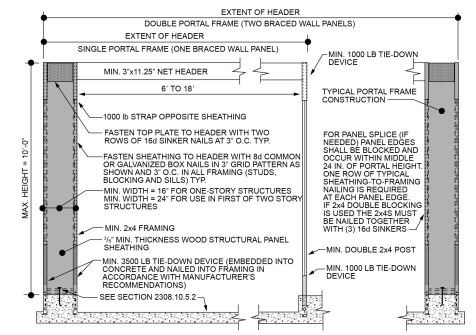 EXTENT OF HEADER
DOUBLE PORTAL FRAME (TWO BRACED WALL PANELS)
EXTENT OF HEADER
SINGLE PORTAL FRAME (ONE BRACED WALL PANEL)
MIN. 1000 LB TIE-DOWN
DEVICE
MIN. 3"x11.25" NET HEADER
6' TO 18'
TYPICAL PORTAL FRAME
CONSTRUCTION
1000 lb STRAP OPPOSITE SHEATHING
FASTEN TOP PLATE TO HEADER WITH TWO
ROWS OF 16d SINKER NAILS AT 3" O.C. TYP.
FOR PANEL SPLICE (IF
NEEDED) PANEL EDGES
SHALL BE BLOCKED AND
OCCUR WITHIN MIDDLE
24 IN. OF PORTAL HEIGHT.
ONE ROW OF TYPICAL
SHEATHING-TO-FRAMING
NAILING IS REQUIRED
AT EACH PANEL EDGE.
IF 2x4 DOUBLE BLOCKING
IS USED THE 2x4S MUST
BE NAILED TOGETHER
WITH (3) 16d SINKERS
FASTEN SHEATHING TO HEADER WITH 8d COMMON
OR GALVANIZED BOX NAILS IN 3" GRID PATTERN AS
SHOWN AND 3" O.C. IN ALL FRAMING (STUDS,
BLOCKING AND SILLS) TYP.
MAX. HEIGHT = 10'-0"
MIN. WIDTH = 16" FOR ONE-STORY STRUCTURES
MIN. WIDTH = 24" FOR USE IN FIRST OF TWO STORY
STRUCTURES
MIN. 2x4 FRAMING
3/8" MIN. THICKNESS WOOD STRUCTURAL PANEL
SHEATHING
MIN. DOUBLE 2x4 POST
MIN. 3500 LB TIE-DOWN DEVICE (EMBEDDED INTO
CONCRETE AND NAILED INTO FRAMING IN
ACCORDANCE WITH MANUFACTURER'S
RECOMMENDATIONS)
MIN. 1000 LB TIE-DOWN
DEVICE
SEE SECTION 2308.10.5.2